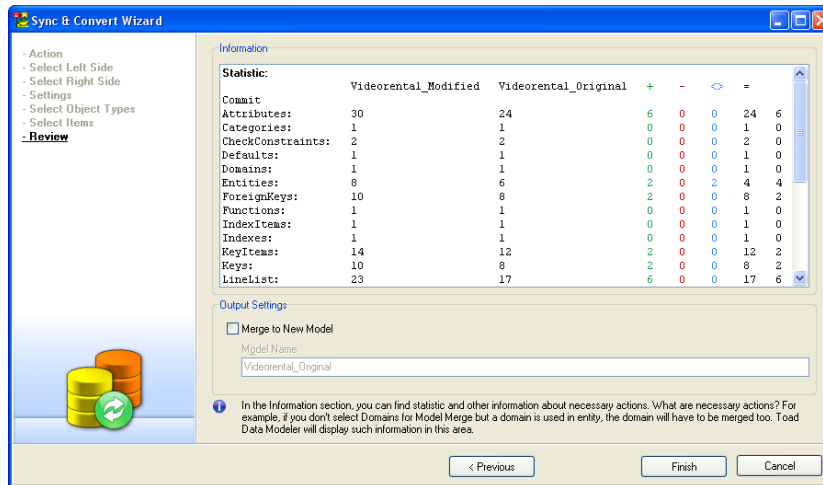 Sync & Convert Wizard
- Action
- Select Left Side
- Select Right Side
- Settings
- Select Object Types
- Select Items
- Review
Information
Statistic:
Videorental_Modified Videorental_Original + - <> =
Commit
Attributes: 30 24 6 0 0 24 6
Categories: 1 1 0 0 0 1 0
CheckConstraints: 2 2 0 0 0 2 0
Defaults: 1 1 0 0 0 1 0
Domains: 1 1 0 0 0 1 0
Entities: 8 6 2 0 2 4 4
ForeignKeys: 10 8 2 0 0 8 2
Functions: 1 1 0 0 0 1 0
IndexItems: 1 1 0 0 0 1 0
Indexes: 1 1 0 0 0 1 0
KeyItems: 14 12 2 0 0 12 2
Keys: 10 8 2 0 0 8 2
LineList: 23 17 6 0 0 17 6
Output Settings
Merge to New Model
Model Name
Videorental_Original
In the Information section, you can find statistic and other information about necessary actions. What are necessary actions? For
example, if you don't select Domains for Model Merge but a domain is used in entity, the domain will have to be merged too. Toad
Data Modeler will display such information in this area.
< Previous Finish Cancel